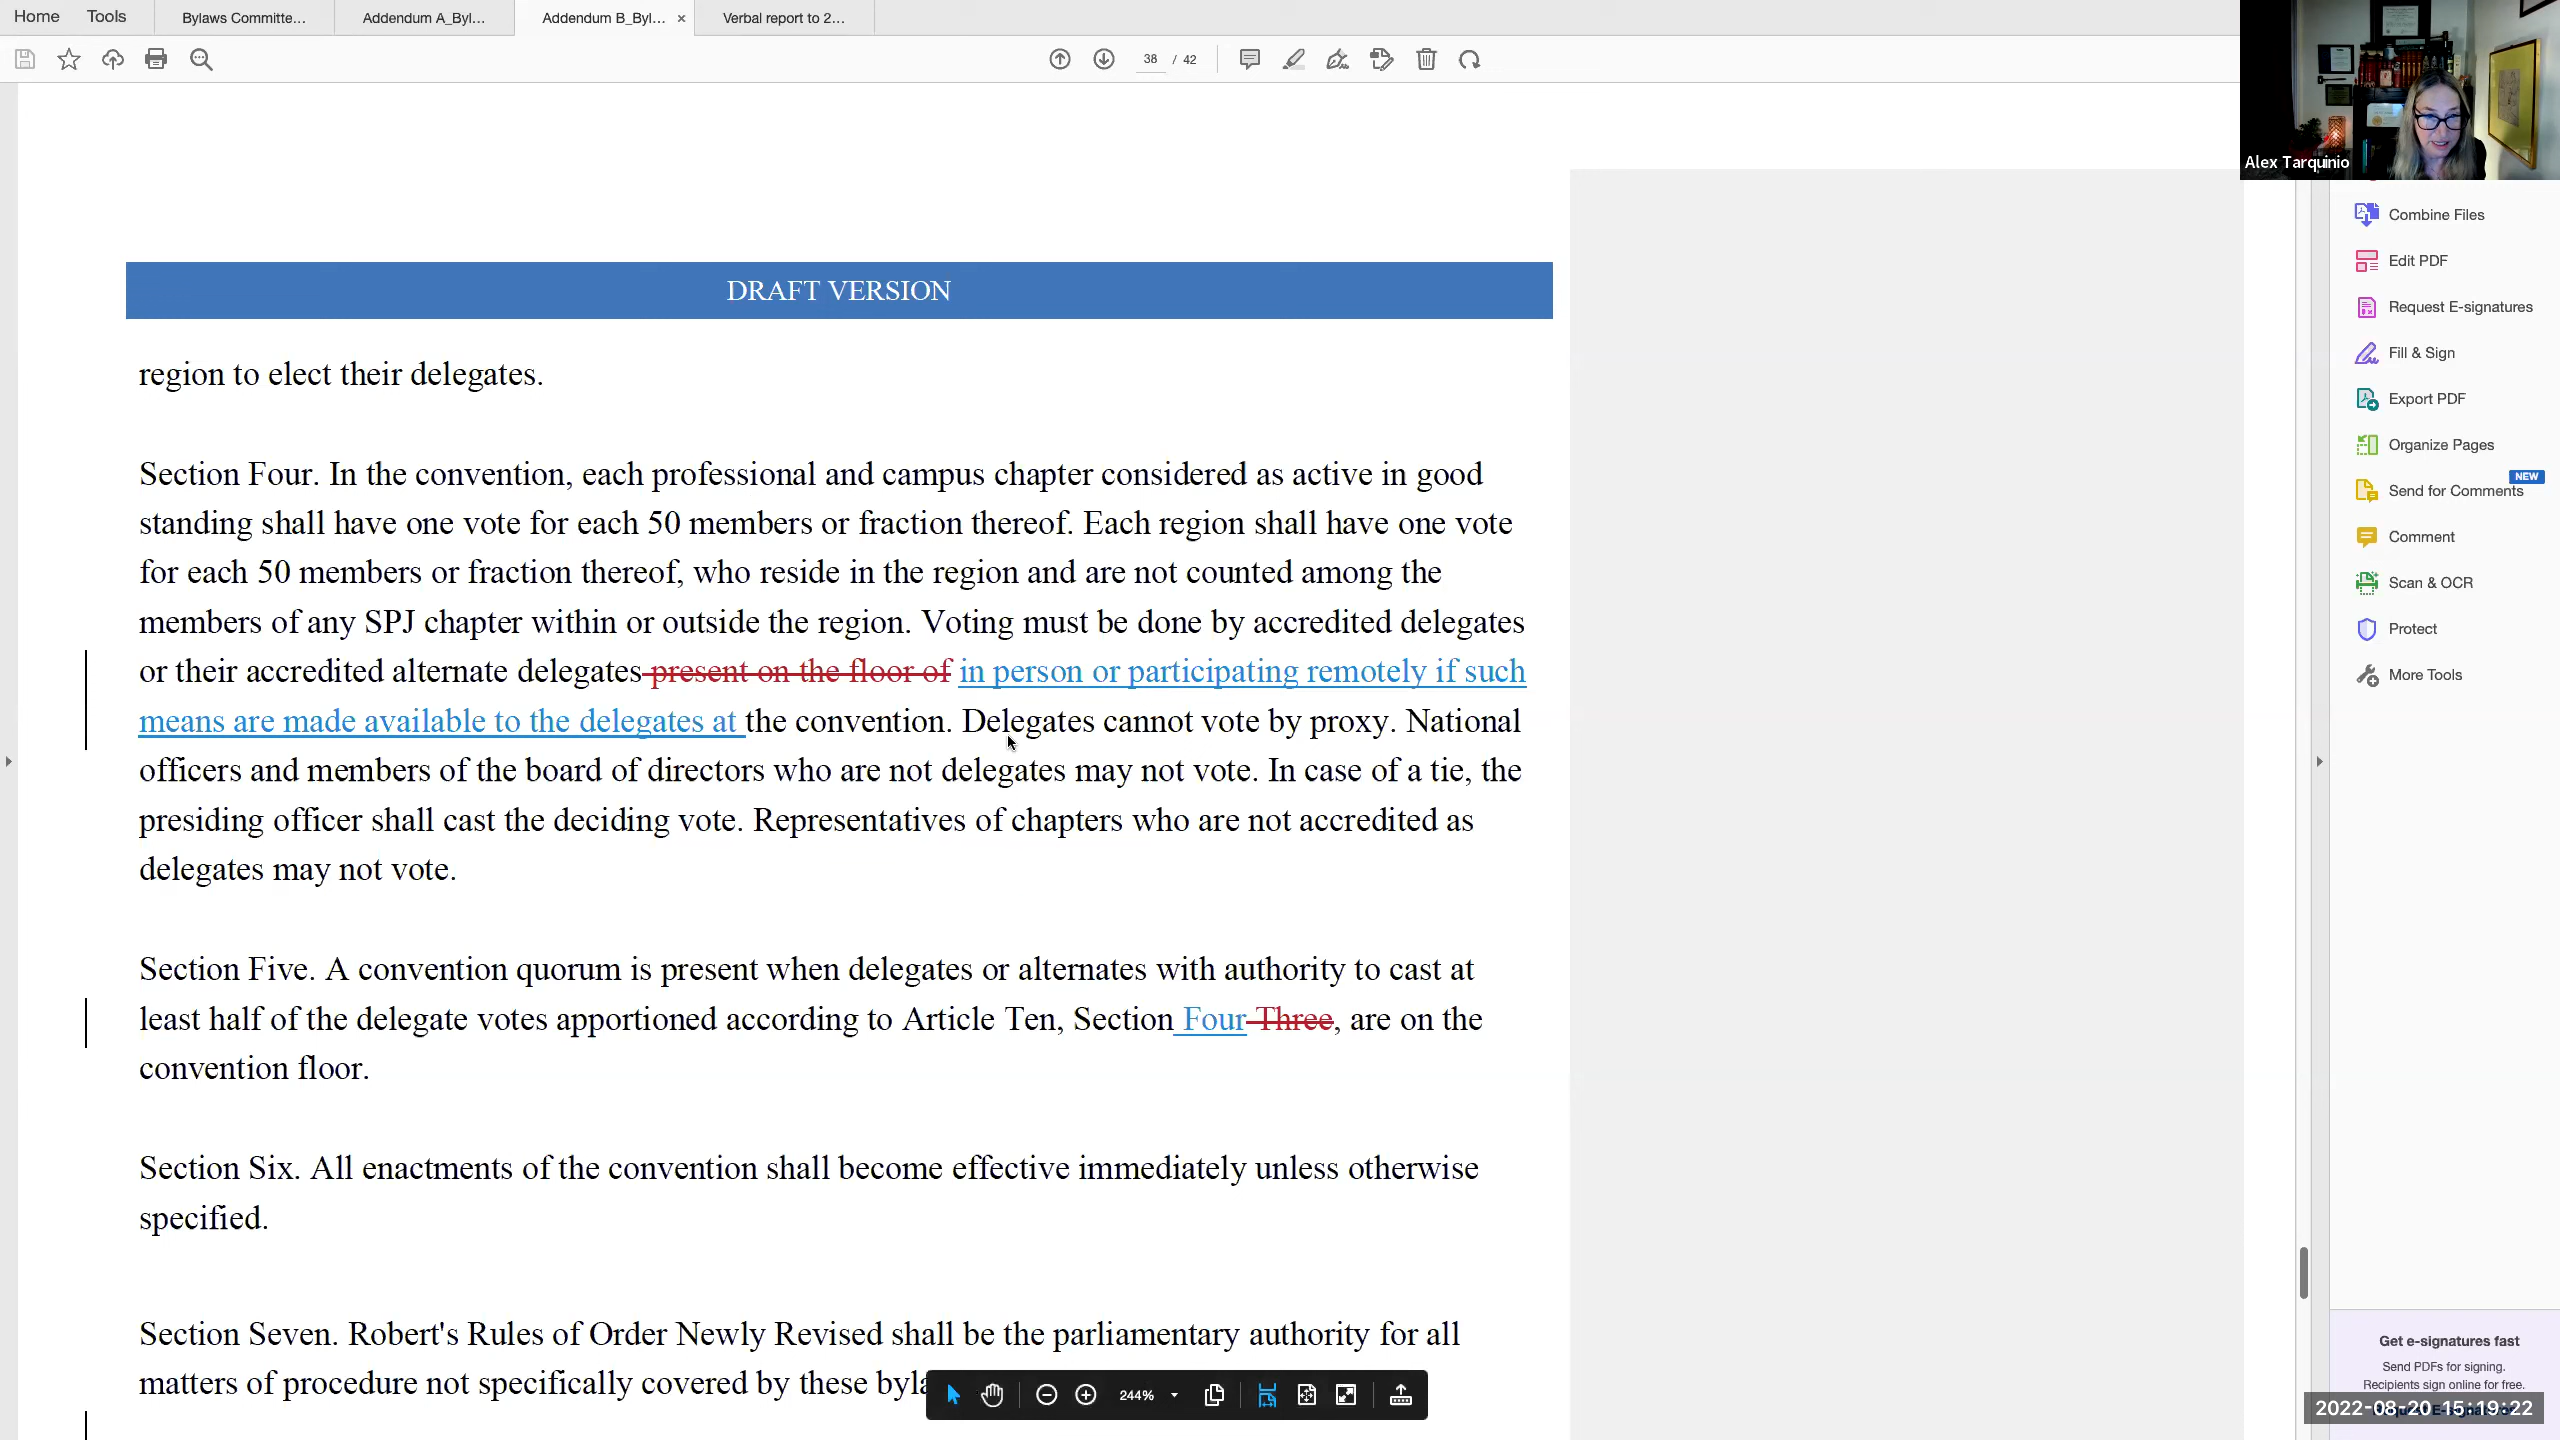 Home Tools Bylaws Committe... Addendum A_Byl... Addendum B_Byl... × Verbal report to 2...
38 / 42
Alex Tarquinio
DRAFT VERSION
region to elect their delegates.
Section Four. In the convention, each professional and campus chapter considered as active in good
standing shall have one vote for each 50 members or fraction thereof. Each region shall have one vote
for each 50 members or fraction thereof, who reside in the region and are not counted among the
members of any SPJ chapter within or outside the region. Voting must be done by accredited delegates
or their accredited alternate delegates present on the floor of in person or participating remotely if such
means are made available to the delegates at the convention. Delegates cannot vote by proxy. National
officers and members of the board of directors who are not delegates may not vote. In case of a tie, the
presiding officer shall cast the deciding vote. Representatives of chapters who are not accredited as
delegates may not vote.
Section Five. A convention quorum is present when delegates or alternates with authority to cast at
least half of the delegate votes apportioned according to Article Ten, Section Four Three, are on the
convention floor.
Section Six. All enactments of the convention shall become effective immediately unless otherwise
specified.
Section Seven. Robert's Rules of Order Newly Revised shall be the parliamentary authority for all
matters of procedure not specifically covered by these byla
244%
Combine Files
Edit PDF
Request E-signatures
Fill & Sign
Export PDF
Organize Pages
NEW
Send for Comments
Comment
Scan & OCR
Protect
More Tools
Get e-signatures fast
Send PDFs for signing.
Recipients sign online for free.
2022-08-20 15:19:22